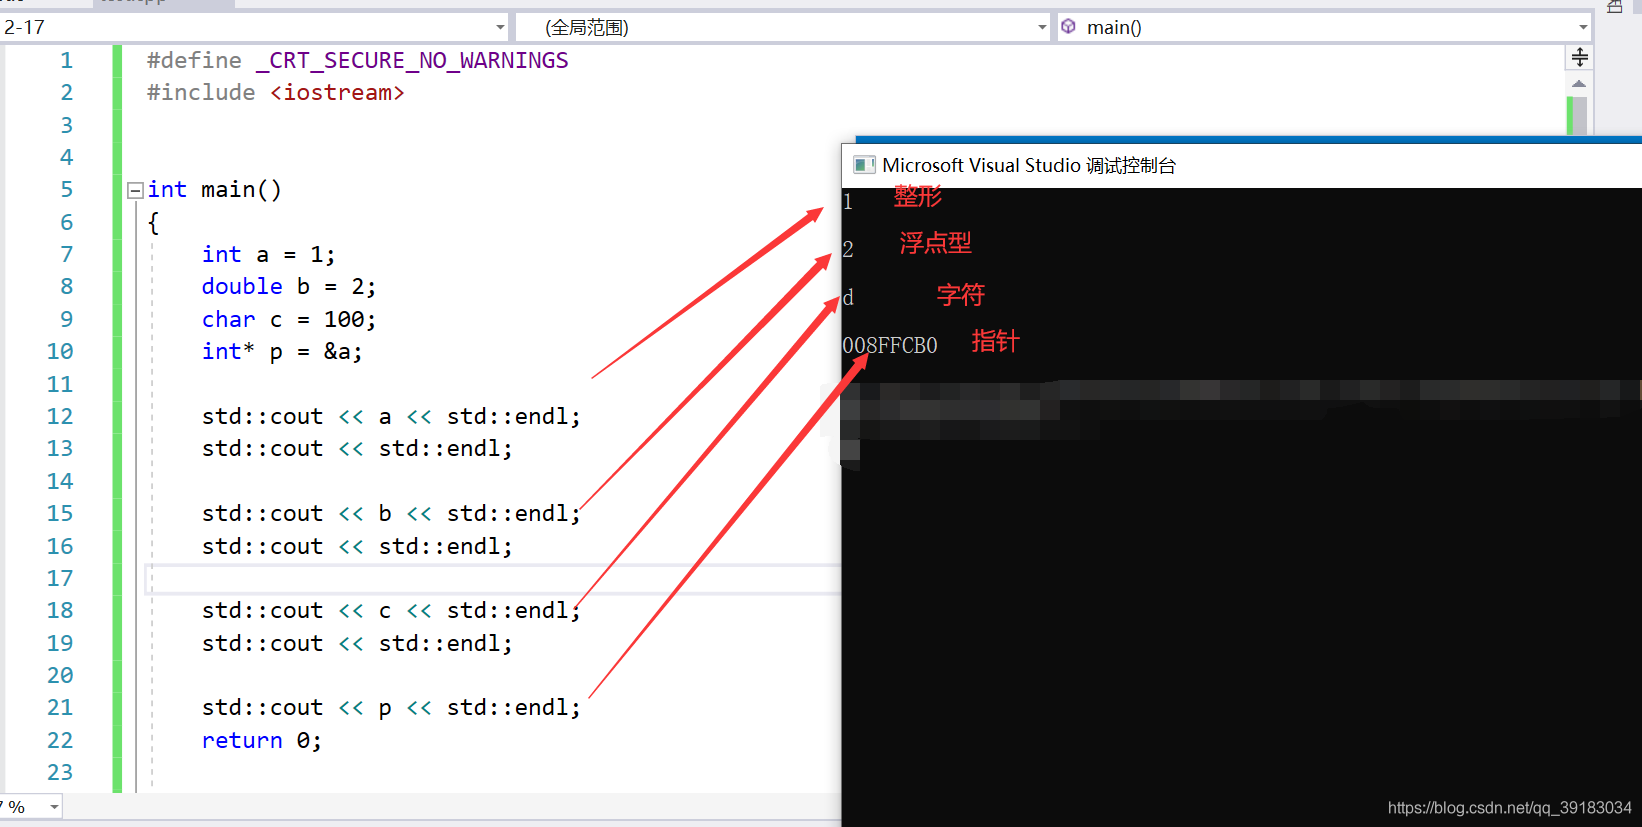 2-17
(全局范围)
main()
1 #define _CRT_SECURE_NO_WARNINGS
2 #include <iostream>
3
4
5 int main()
6 {
7 int a = 1;
8 double b = 2;
9 char c = 100;
10 int* p = &a;
11
12 std::cout << a << std::endl;
13 std::cout << std::endl;
14
15 std::cout << b << std::endl;
16 std::cout << std::endl;
17
18 std::cout << c << std::endl;
19 std::cout << std::endl;
20
21 std::cout << p << std::endl;
22 return 0;
23
Microsoft Visual Studio 调试控制台
1 整形
2 浮点型
d 字符
008FFCB0 指针
%
https://blog.csdn.net/qq_39183034